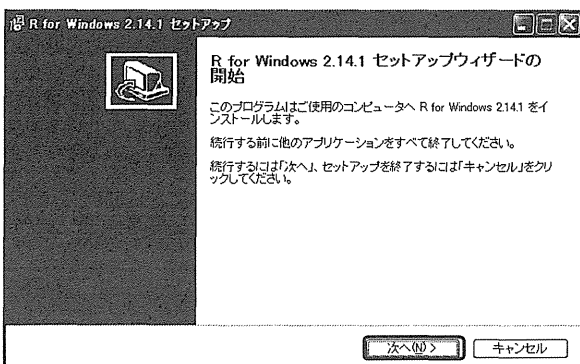 R for Windows 2.14.1 セットアップ
R for Windows 2.14.1 セットアップウィザードの
開始
このプログラムはご使用のコンピュータへ R for Windows 2.14.1 をイ
ンストールします。
続行する前に他のアプリケーションをすべて終了してください。
続行するには「次へ」、セットアップを終了するには「キャンセル」をクリ
ックしてください。
次へ(N) >
キャンセル